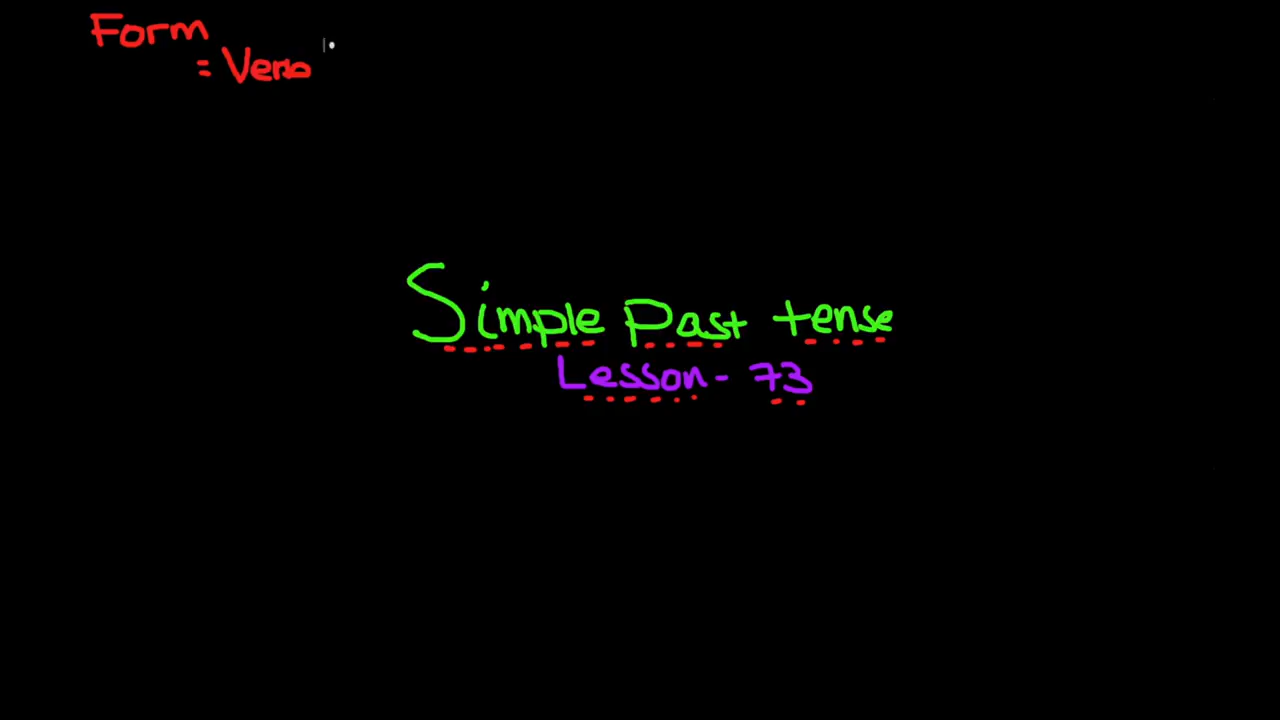 Form
= Verb
Simple Past tense
Lesson - 73